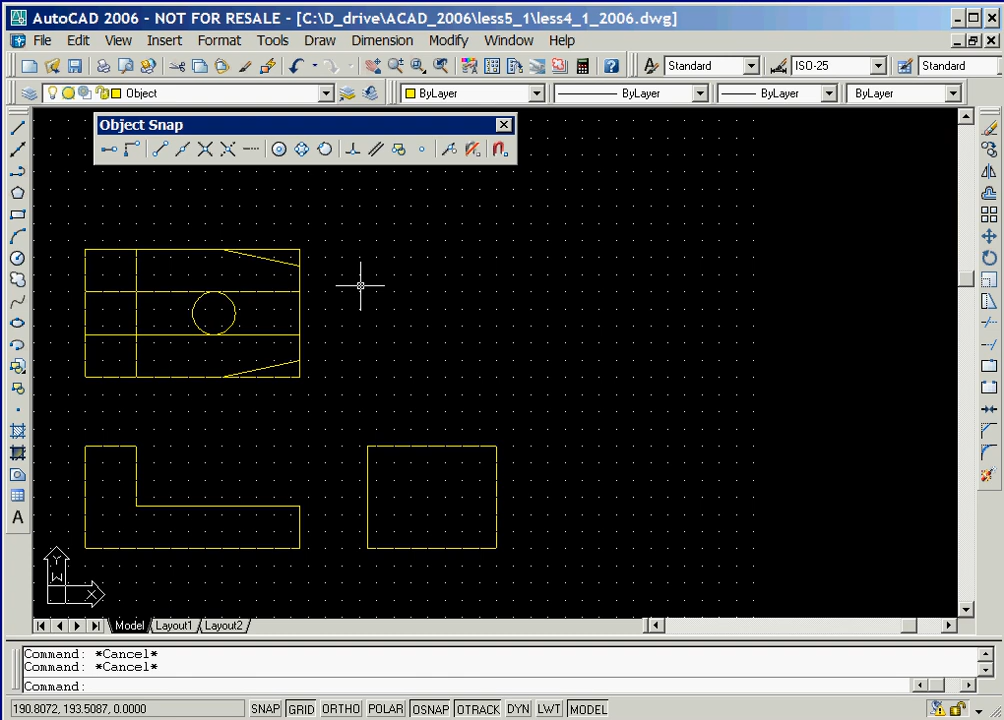 AutoCAD 2006 - NOT FOR RESALE - [C:\D_drive\ACAD_2006\less5_1\less4_1_2006.dwg]
File Edit View Insert Format Tools Draw Dimension Modify Window Help
Standard ISO-25 Standard
Object ByLayer ByLayer ByLayer ByLayer
Object Snap
A
Y
W
X
Model Layout1 Layout2
Command: *Cancel*
Command: *Cancel*
Command:
190.8072, 193.5087, 0.0000 SNAP GRID ORTHO POLAR OSNAP OTRACK DYN LWT MODEL